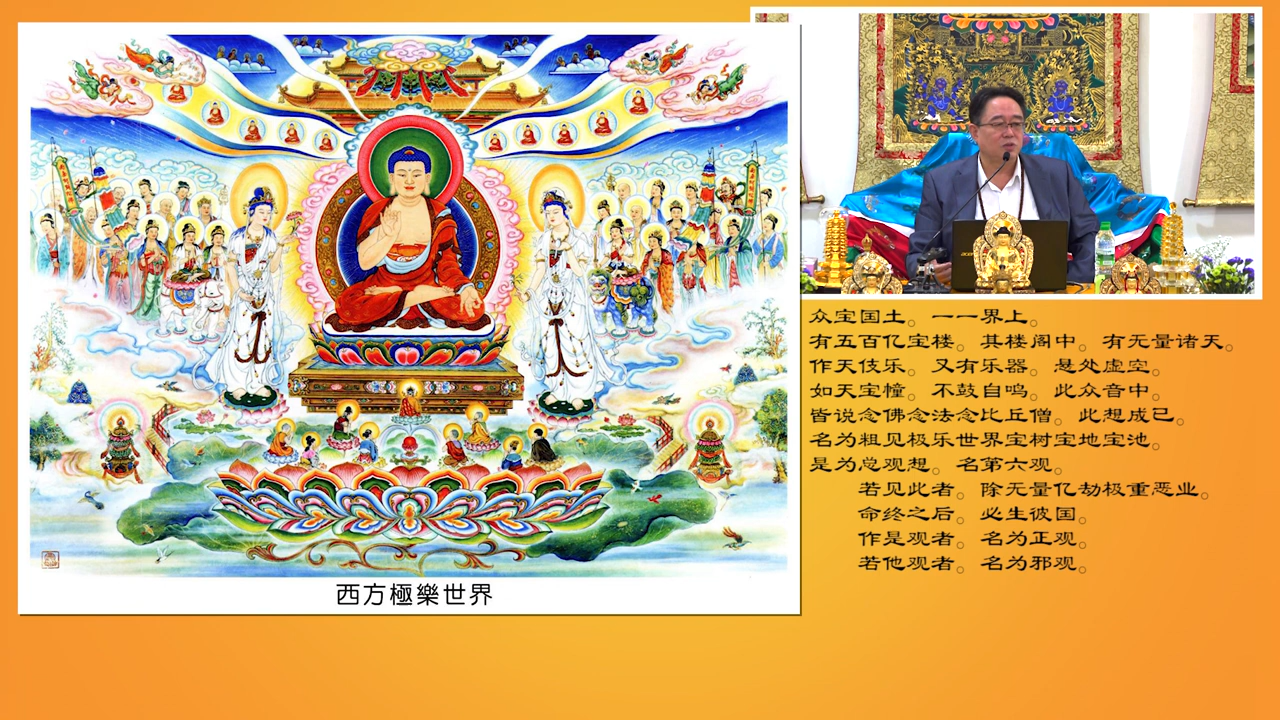 西方極樂世界
众宝国土。一一界上。
有五百亿宝楼。其楼阁中。有无量诸天。
作天伎乐。又有乐器。悬处虚空。
如天宝幢。不鼓自鸣。此众音中。
皆说念佛念法念比丘僧。此想成已。
名为粗见极乐世界宝树宝地宝池。
是为总观想。名第六观。
若见此者。除无量亿劫极重恶业。
命终之后。必生彼国。
作是观者。名为正观。
若他观者。名为邪观。
acer